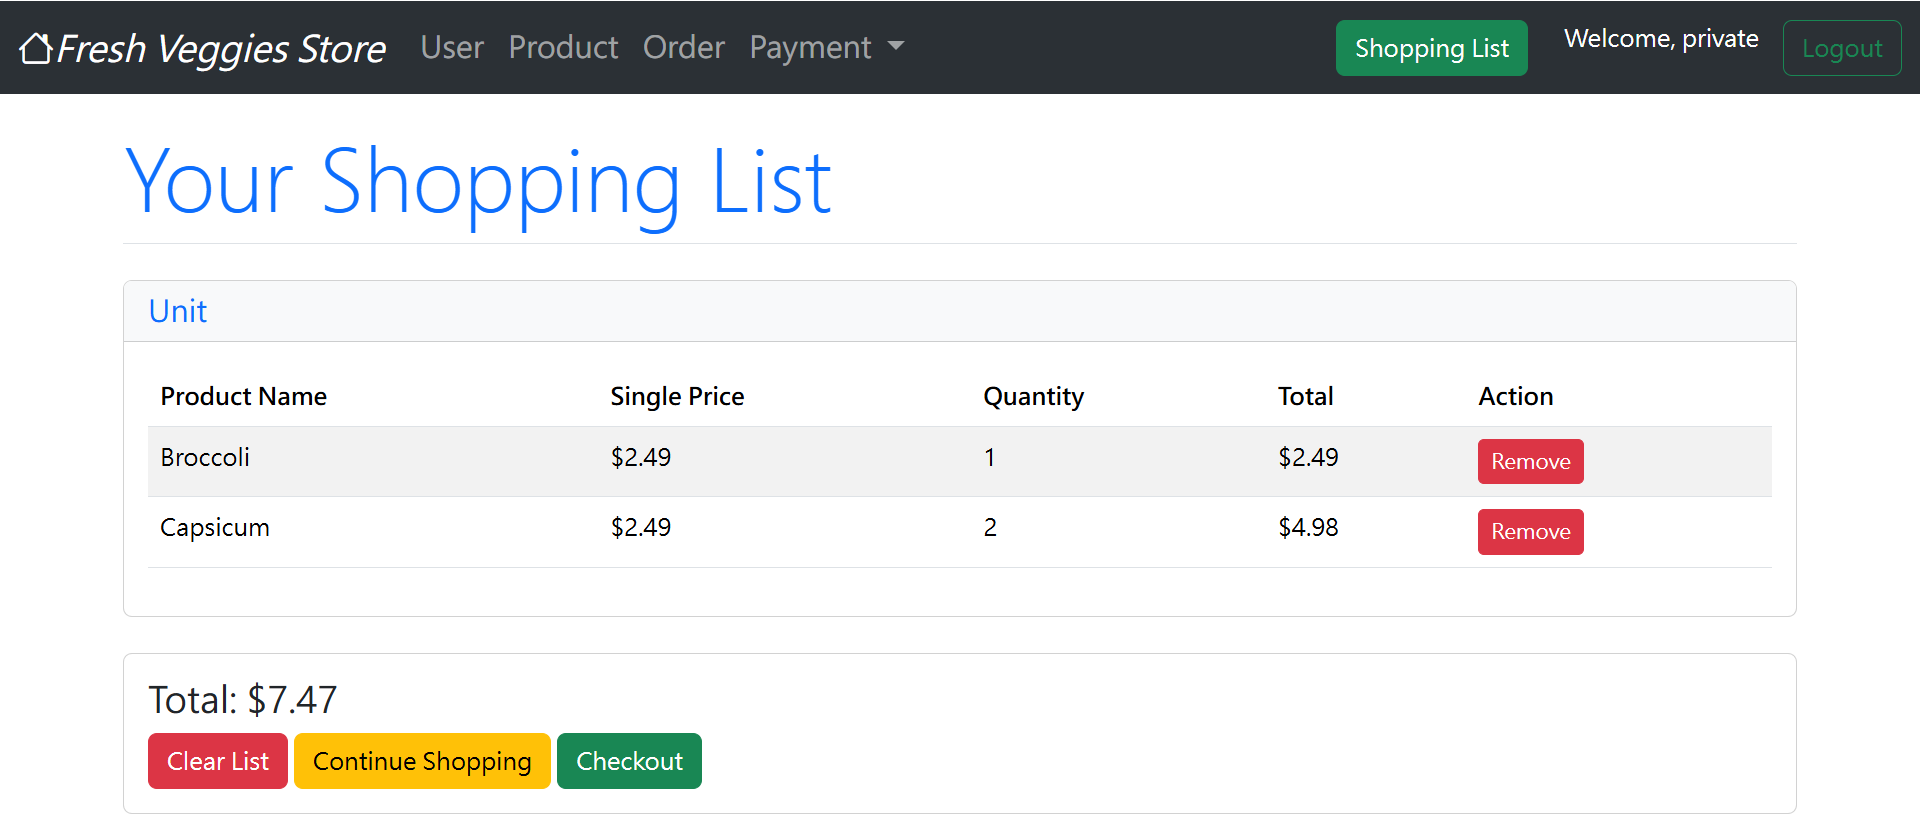 Fresh Veggies Store User Product Order Payment Shopping List Welcome, private Logout
Your Shopping List
Unit
Product Name Single Price Quantity Total Action
Broccoli $2.49 1 $2.49 Remove
Capsicum $2.49 2 $4.98 Remove
Total: $7.47
Clear List Continue Shopping Checkout